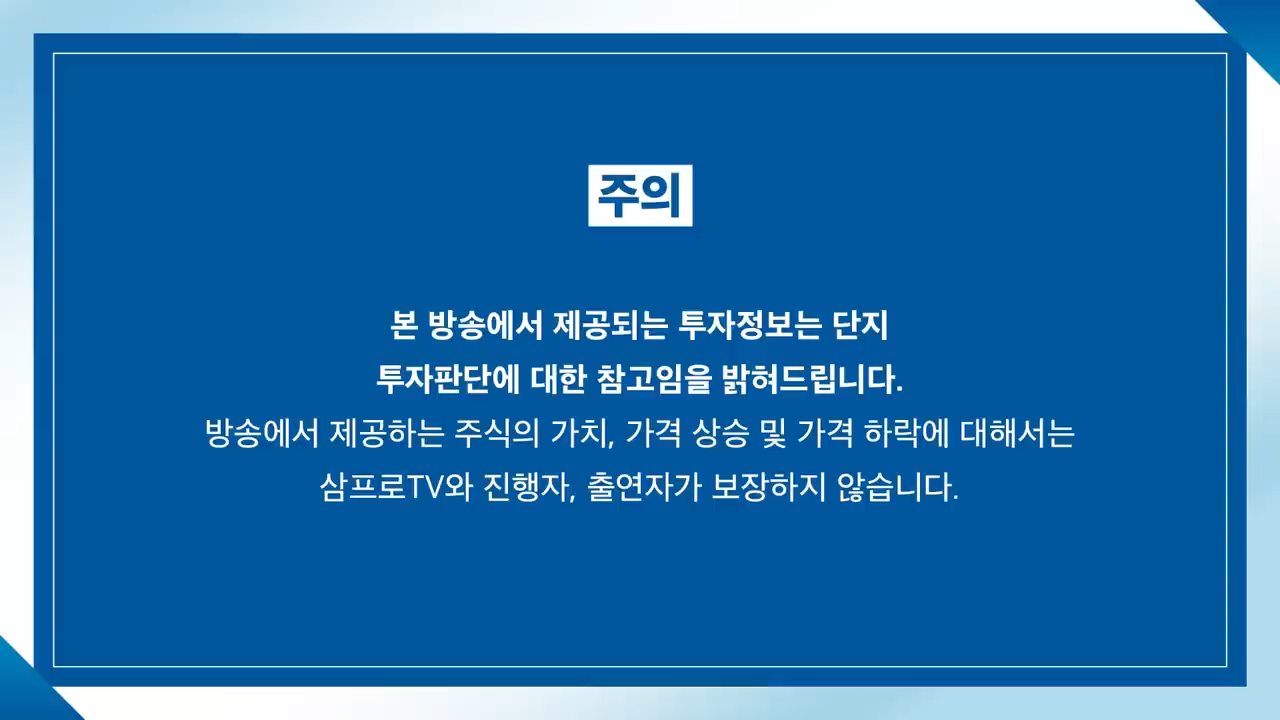 주의
본 방송에서 제공되는 투자정보는 단지
투자판단에 대한 참고임을 밝혀드립니다.
방송에서 제공하는 주식의 가치, 가격 상승 및 가격 하락에 대해서는
삼프로TV와 진행자, 출연자가 보장하지 않습니다.